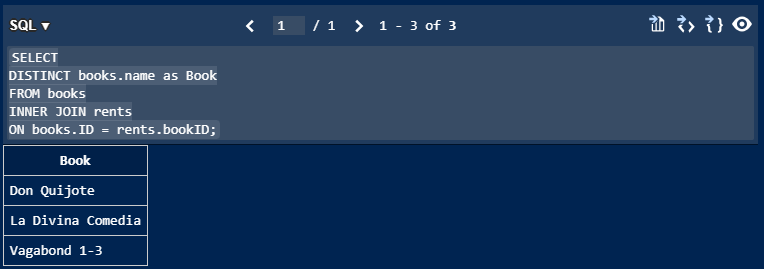 SQL ▼ 1 / 1 1 - 3 of 3
SELECT
DISTINCT books.name as Book
FROM books
INNER JOIN rents
ON books.ID = rents.bookID;
Book
Don Quijote
La Divina Comedia
Vagabond 1-3